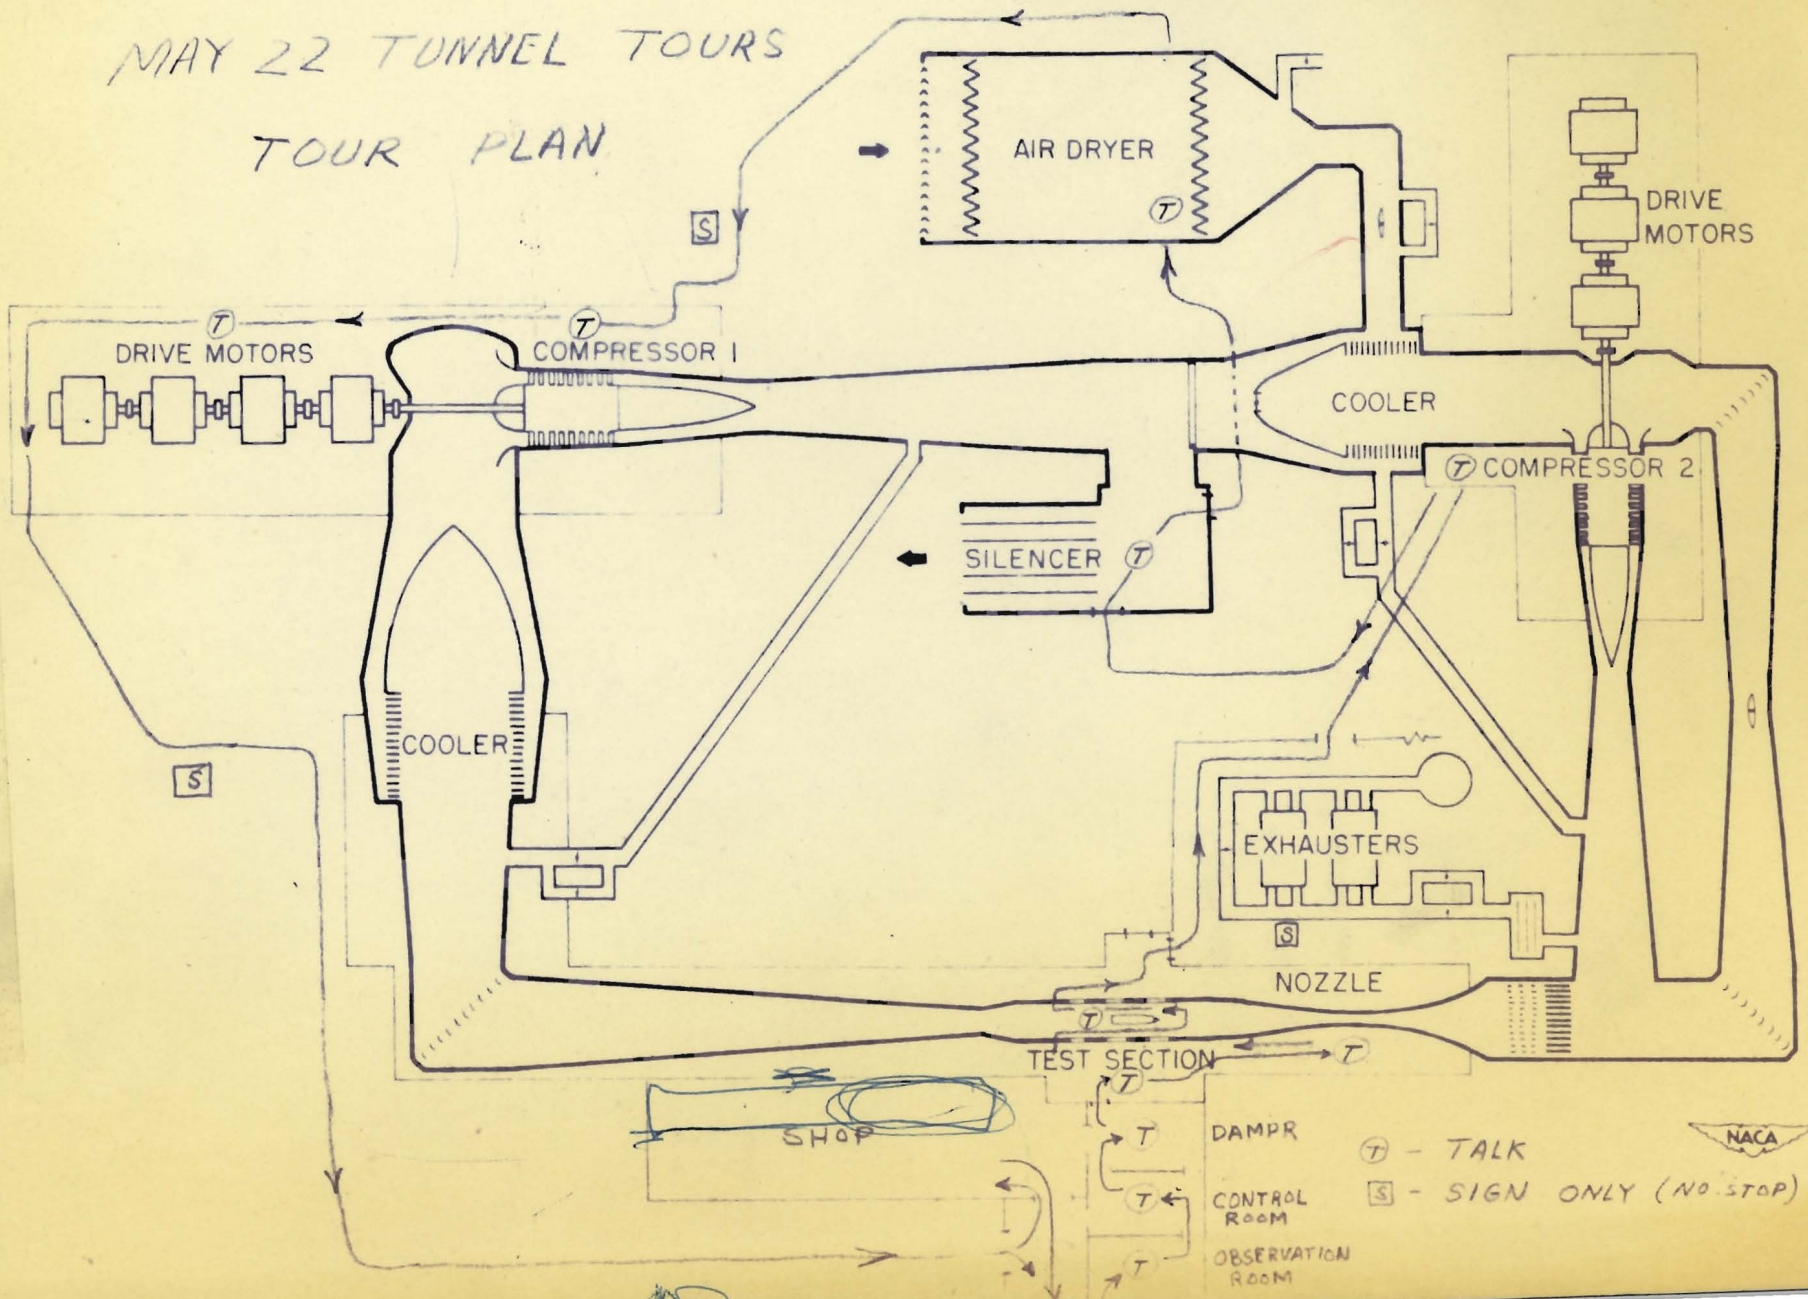 MAY 22 TUNNEL TOURS
TOUR PLAN
AIR DRYER
T
S
DRIVE
MOTORS
T
T
DRIVE MOTORS
COMPRESSOR 1
COOLER
T COMPRESSOR 2
SILENCER T
COOLER
S
EXHAUSTERS
S
NOZZLE
T
TEST SECTION
T
T
SHOP
T
DAMPR
T
CONTROL
ROOM
T
OBSERVATION
ROOM
T - TALK
S - SIGN ONLY (NO STOP)
NACA